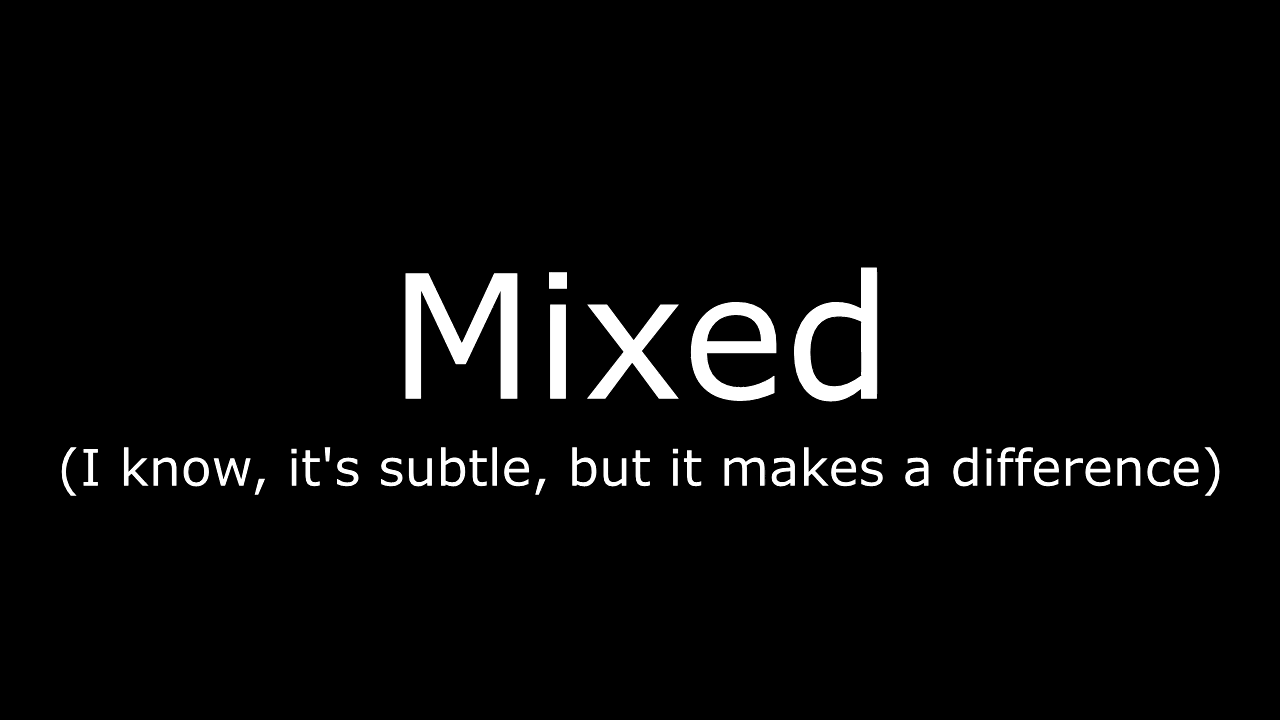 Mixed
(I know, it's subtle, but it makes a difference)